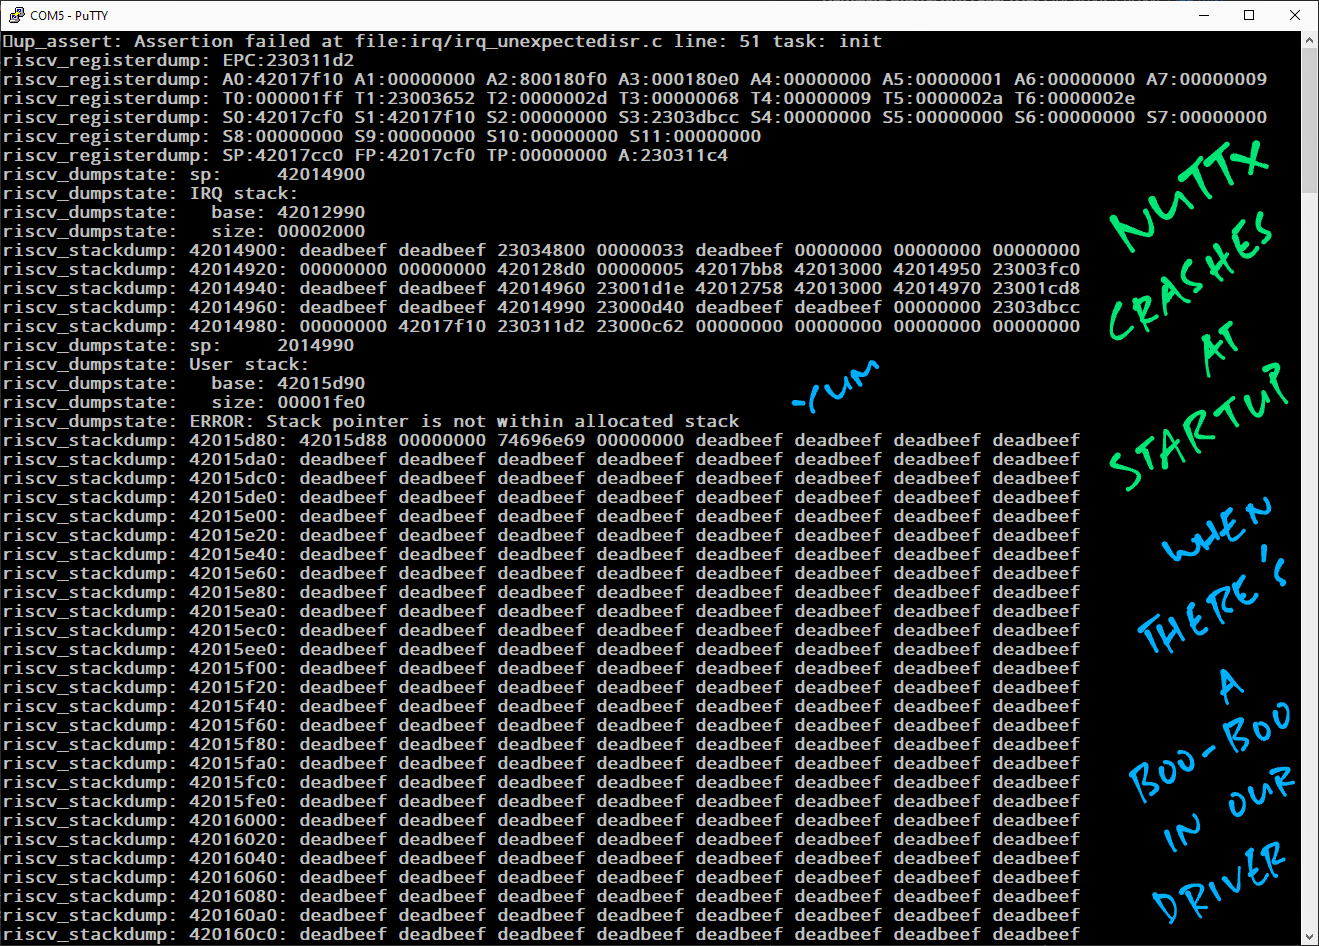 COM5 - PuTTY
up_assert: Assertion failed at file:irq/irq_unexpectedisr.c line: 51 task: init
riscv_registerdump: EPC:230311d2
riscv_registerdump: A0:42017f10 A1:00000000 A2:800180f0 A3:000180e0 A4:00000000 A5:00000001 A6:00000000 A7:00000009
riscv_registerdump: T0:000001ff T1:23003652 T2:0000002d T3:00000068 T4:00000009 T5:0000002a T6:0000002e
riscv_registerdump: S0:42017cf0 S1:42017f10 S2:00000000 S3:2303dbcc S4:00000000 S5:00000000 S6:00000000 S7:00000000
riscv_registerdump: S8:00000000 S9:00000000 S10:00000000 S11:00000000
riscv_registerdump: SP:42017cc0 FP:42017cf0 TP:00000000 A:230311c4
riscv_dumpstate: sp:     42014900
riscv_dumpstate: IRQ stack:
riscv_dumpstate:   base: 42012990
riscv_dumpstate:   size: 00002000
riscv_stackdump: 42014900: deadbeef deadbeef 23034800 00000033 deadbeef 00000000 00000000 00000000
riscv_stackdump: 42014920: 00000000 00000000 420128d0 00000005 42017bb8 42013000 42014950 23003fc0
riscv_stackdump: 42014940: deadbeef deadbeef 42014960 23001d1e 42012758 42013000 42014970 23001cd8
riscv_stackdump: 42014960: deadbeef deadbeef 42014990 23000d40 deadbeef deadbeef 00000000 2303dbcc
riscv_stackdump: 42014980: 00000000 42017f10 230311d2 23000c62 00000000 00000000 00000000 00000000
riscv_dumpstate: sp:     2014990
riscv_dumpstate: User stack:
riscv_dumpstate:   base: 42015d90
riscv_dumpstate:   size: 00001fe0
riscv_dumpstate: ERROR: Stack pointer is not within allocated stack
riscv_stackdump: 42015d80: 42015d88 00000000 74696e69 00000000 deadbeef deadbeef deadbeef deadbeef
riscv_stackdump: 42015da0: deadbeef deadbeef deadbeef deadbeef deadbeef deadbeef deadbeef deadbeef
riscv_stackdump: 42015dc0: deadbeef deadbeef deadbeef deadbeef deadbeef deadbeef deadbeef deadbeef
riscv_stackdump: 42015de0: deadbeef deadbeef deadbeef deadbeef deadbeef deadbeef deadbeef deadbeef
riscv_stackdump: 42015e00: deadbeef deadbeef deadbeef deadbeef deadbeef deadbeef deadbeef deadbeef
riscv_stackdump: 42015e20: deadbeef deadbeef deadbeef deadbeef deadbeef deadbeef deadbeef deadbeef
riscv_stackdump: 42015e40: deadbeef deadbeef deadbeef deadbeef deadbeef deadbeef deadbeef deadbeef
riscv_stackdump: 42015e60: deadbeef deadbeef deadbeef deadbeef deadbeef deadbeef deadbeef deadbeef
riscv_stackdump: 42015e80: deadbeef deadbeef deadbeef deadbeef deadbeef deadbeef deadbeef deadbeef
riscv_stackdump: 42015ea0: deadbeef deadbeef deadbeef deadbeef deadbeef deadbeef deadbeef deadbeef
riscv_stackdump: 42015ec0: deadbeef deadbeef deadbeef deadbeef deadbeef deadbeef deadbeef deadbeef
riscv_stackdump: 42015ee0: deadbeef deadbeef deadbeef deadbeef deadbeef deadbeef deadbeef deadbeef
riscv_stackdump: 42015f00: deadbeef deadbeef deadbeef deadbeef deadbeef deadbeef deadbeef deadbeef
riscv_stackdump: 42015f20: deadbeef deadbeef deadbeef deadbeef deadbeef deadbeef deadbeef deadbeef
riscv_stackdump: 42015f40: deadbeef deadbeef deadbeef deadbeef deadbeef deadbeef deadbeef deadbeef
riscv_stackdump: 42015f60: deadbeef deadbeef deadbeef deadbeef deadbeef deadbeef deadbeef deadbeef
riscv_stackdump: 42015f80: deadbeef deadbeef deadbeef deadbeef deadbeef deadbeef deadbeef deadbeef
riscv_stackdump: 42015fa0: deadbeef deadbeef deadbeef deadbeef deadbeef deadbeef deadbeef deadbeef
riscv_stackdump: 42015fc0: deadbeef deadbeef deadbeef deadbeef deadbeef deadbeef deadbeef deadbeef
riscv_stackdump: 42015fe0: deadbeef deadbeef deadbeef deadbeef deadbeef deadbeef deadbeef deadbeef
riscv_stackdump: 42016000: deadbeef deadbeef deadbeef deadbeef deadbeef deadbeef deadbeef deadbeef
riscv_stackdump: 42016020: deadbeef deadbeef deadbeef deadbeef deadbeef deadbeef deadbeef deadbeef
riscv_stackdump: 42016040: deadbeef deadbeef deadbeef deadbeef deadbeef deadbeef deadbeef deadbeef
riscv_stackdump: 42016060: deadbeef deadbeef deadbeef deadbeef deadbeef deadbeef deadbeef deadbeef
riscv_stackdump: 42016080: deadbeef deadbeef deadbeef deadbeef deadbeef deadbeef deadbeef deadbeef
riscv_stackdump: 420160a0: deadbeef deadbeef deadbeef deadbeef deadbeef deadbeef deadbeef deadbeef
riscv_stackdump: 420160c0: deadbeef deadbeef deadbeef deadbeef deadbeef deadbeef deadbeef deadbeef
NuTTX
CRASHES
AT
STARTUP
WHEN
THERE'S
A
BOO-BOO
IN OUR
DRIVER